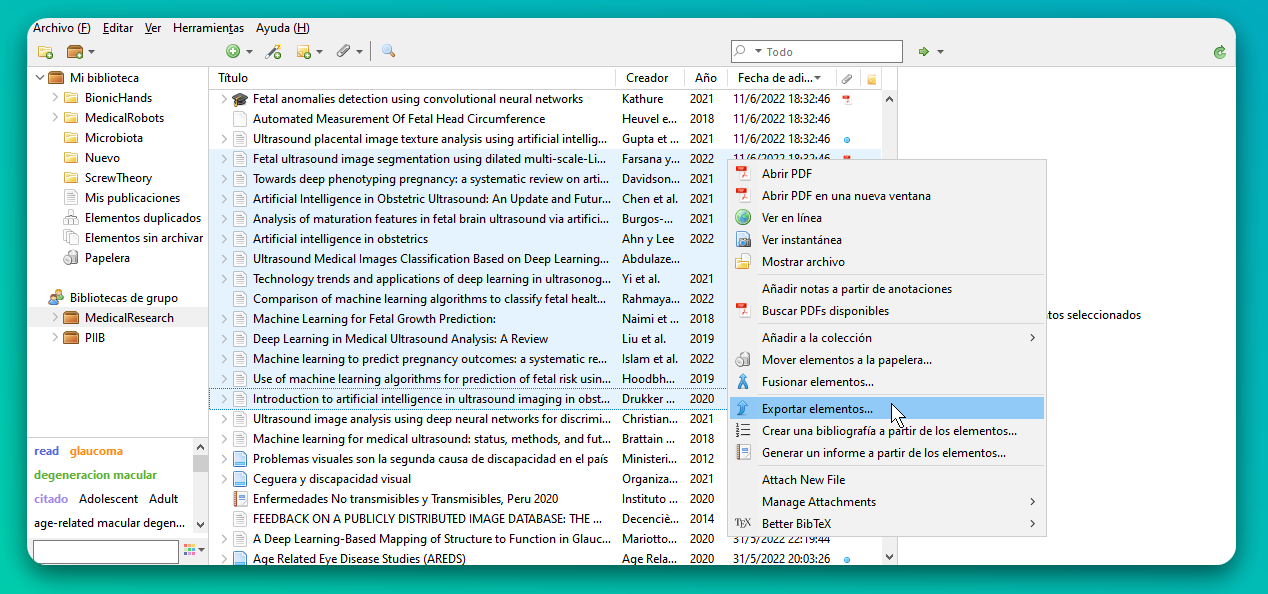 Archivo (F) Editar Ver Herramientas Ayuda (H)
Todo
Mi biblioteca
BionicHands
MedicalRobots
Microbiota
Nuevo
ScrewTheory
Mis publicaciones
Elementos duplicados
Elementos sin archivar
Papelera
Bibliotecas de grupo
MedicalResearch
PIIB
read glaucoma
degeneracion macular
citado Adolescent Adult
age-related macular degen...
Título Creador Año Fecha de adi...
Fetal anomalies detection using convolutional neural networks Kathure 2021 11/6/2022 18:32:46
Automated Measurement Of Fetal Head Circumference Heuvel e... 2018 11/6/2022 18:32:46
Ultrasound placental image texture analysis using artificial intellig... Gupta et ... 2021 11/6/2022 18:32:46
Fetal ultrasound image segmentation using dilated multi-scale-Li... Farsana y... 2022 11/6/2022 18:32:46
Towards deep phenotyping pregnancy: a systematic review on arti... Davidson... 2021
Artificial Intelligence in Obstetric Ultrasound: An Update and Futur... Chen et al. 2021
Analysis of maturation features in fetal brain ultrasound via artifici... Burgos-... 2021
Artificial intelligence in obstetrics Ahn y Lee 2022
Ultrasound Medical Images Classification Based on Deep Learning... Abdulaze...
Technology trends and applications of deep learning in ultrasonog... Yi et al. 2021
Comparison of machine learning algorithms to classify fetal healt... Rahmaya... 2022
Machine Learning for Fetal Growth Prediction: Naimi et ... 2018
Deep Learning in Medical Ultrasound Analysis: A Review Liu et al. 2019
Machine learning to predict pregnancy outcomes: a systematic re... Islam et al. 2022
Use of machine learning algorithms for prediction of fetal risk usin... Hoodbh... 2019
Introduction to artificial intelligence in ultrasound imaging in obst... Drukker ... 2020
Ultrasound image analysis using deep neural networks for discrimi... Christian... 2021
Machine learning for medical ultrasound: status, methods, and fut... Brattain ... 2018
Problemas visuales son la segunda causa de discapacidad en el país Ministeri... 2012
Ceguera y discapacidad visual Organiza... 2021
Enfermedades No transmisibles y Transmisibles, Peru 2020 Instituto ... 2020
FEEDBACK ON A PUBLICLY DISTRIBUTED IMAGE DATABASE: THE ... Decenciè... 2014
A Deep Learning-Based Mapping of Structure to Function in Glauc... Mariotto... 2020 31/5/2022 22:19:44
Age Related Eye Disease Studies (AREDS) Age Rela... 2020 31/5/2022 20:03:26
Abrir PDF
Abrir PDF en una nueva ventana
Ver en línea
Ver instantánea
Mostrar archivo
Añadir notas a partir de anotaciones
Buscar PDFs disponibles
Añadir a la colección
Mover elementos a la papelera...
Fusionar elementos...
Exportar elementos...
Crear una bibliografía a partir de los elementos...
Generar un informe a partir de los elementos...
Attach New File
Manage Attachments
TEX Better BibTeX
tos seleccionados